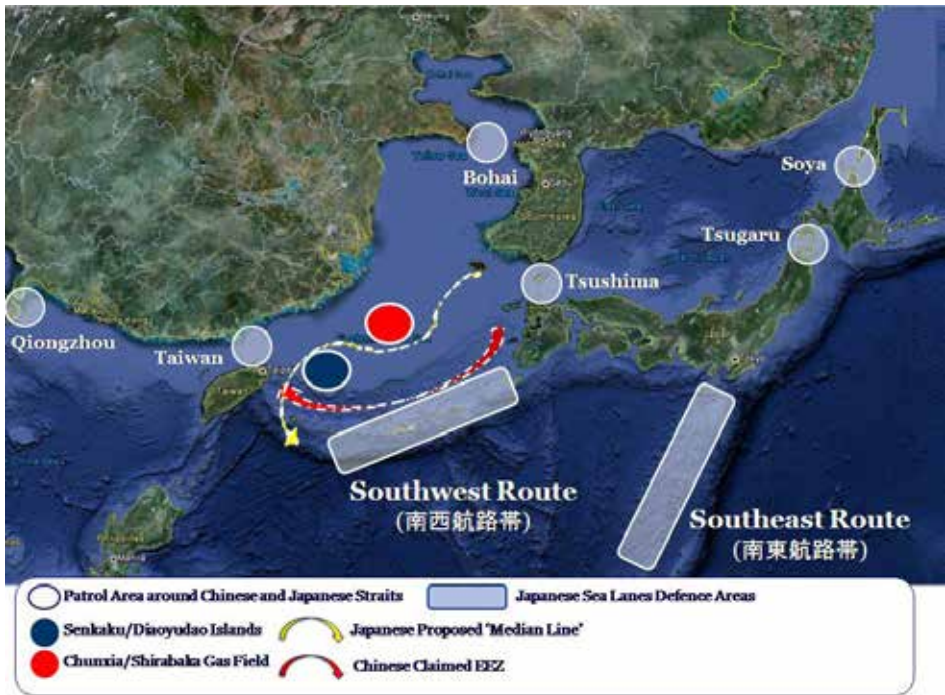 Bohai
Soya
Tsugaru
Tsushima
Qiongzhou
Taiwan
Southwest Route
(南西航路帯)
Southeast Route
(南東航路帯)
Patrol Area around Chinese and Japanese Straits
Japanese Sea Lanes Defence Areas
Senkaku/Diaoyudao Islands
Japanese Proposed 'Median Line'
Chunxia/Shirabaka Gas Field
Chinese Claimed EEZ